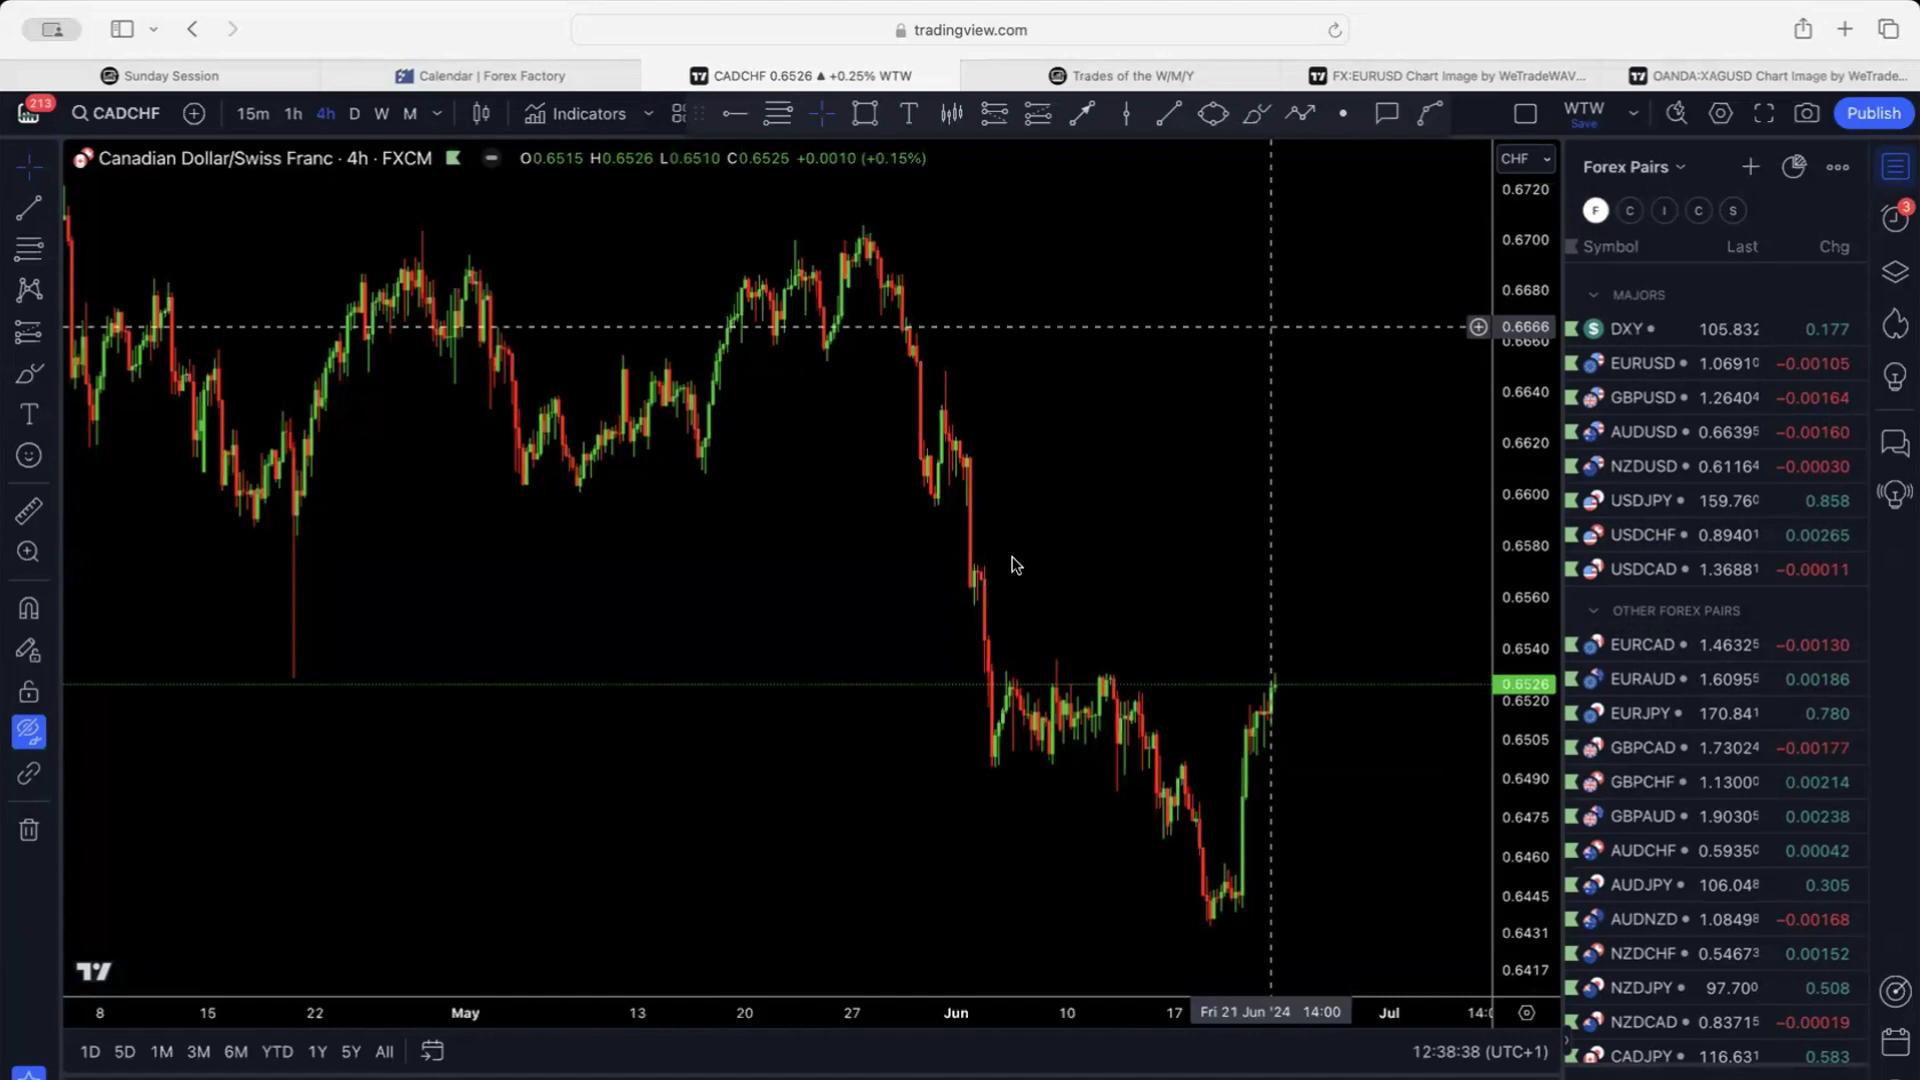 tradingview.com
Sunday Session
Calendar | Forex Factory
CADCHF 0.6526 ▲ +0.25% WTW
Trades of the W/M/Y
FX:EURUSD Chart Image by WeTradeWAV...
OANDA:XAGUSD Chart Image by WeTrade...
213
CADCHF
15m 1h 4h D W M
Indicators
WTW
Save
Publish
Canadian Dollar/Swiss Franc · 4h · FXCM
O0.6515 H0.6526 L0.6510 C0.6525 +0.0010 (+0.15%)
CHF
0.6720
0.6700
0.6680
0.6666
0.6660
0.6640
0.6620
0.6600
0.6580
0.6560
0.6540
0.6526
0.6520
0.6505
0.6490
0.6475
0.6460
0.6445
0.6431
0.6417
8 15 22 May 13 20 27 Jun 10 17 Fri 21 Jun '24 14:00 Jul 14:0
1D 5D 1M 3M 6M YTD 1Y 5Y All
12:38:38 (UTC+1)
Forex Pairs
3
F C I C S
Symbol Last Chg
MAJORS
DXY 105.832 0.177
EURUSD 1.06910 −0.00105
GBPUSD 1.26404 −0.00164
AUDUSD 0.66395 −0.00160
NZDUSD 0.61164 −0.00030
USDJPY 159.760 0.858
USDCHF 0.89401 0.00265
USDCAD 1.36881 −0.00011
OTHER FOREX PAIRS
EURCAD 1.46325 −0.00130
EURAUD 1.60955 0.00186
EURJPY 170.841 0.780
GBPCAD 1.73024 −0.00177
GBPCHF 1.13000 0.00214
GBPAUD 1.90305 0.00238
AUDCHF 0.59350 0.00042
AUDJPY 106.048 0.305
AUDNZD 1.08498 −0.00168
NZDCHF 0.54673 0.00152
NZDJPY 97.700 0.508
NZDCAD 0.83715 −0.00019
CADJPY 116.631 0.583